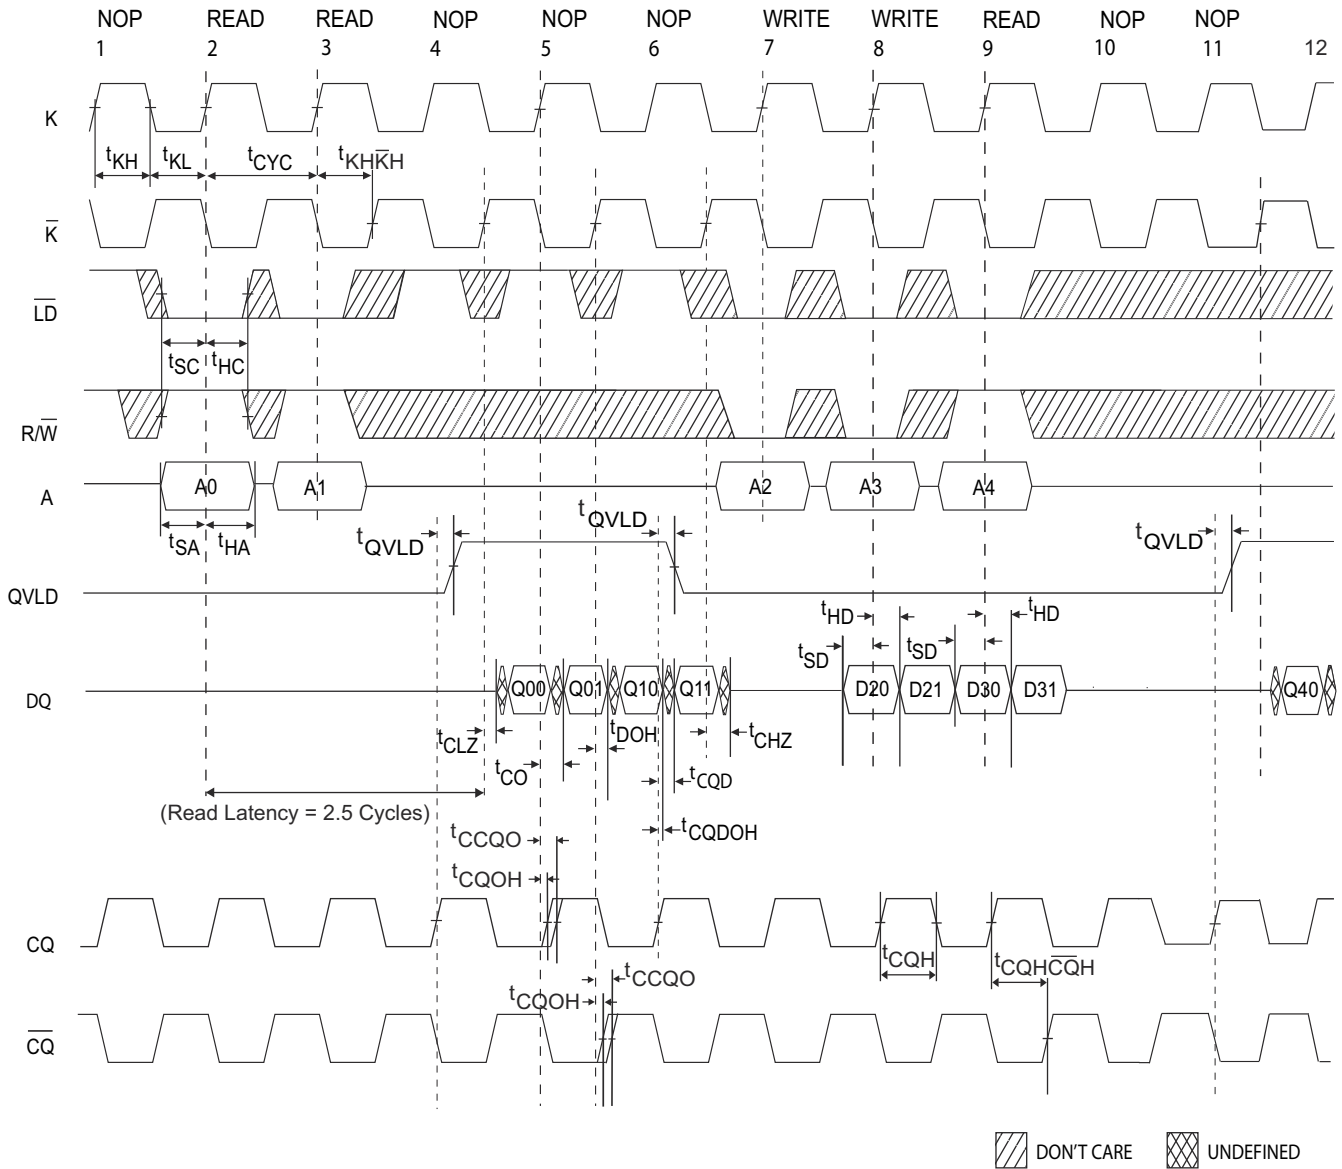 NOP READ READ NOP NOP NOP WRITE WRITE READ NOP NOP
1 2 3 4 5 6 7 8 9 10 11 12
K
tKH tKL tCYC tKHK̅H
K̅
L̅D̅
tSC tHC
R/W̅
A A0 A1 A2 A3 A4
tSA tHA tQVLD tQVLD tQVLD
QVLD
tHD tHD
tSD tSD
DQ Q00 Q01 Q10 Q11 D20 D21 D30 D31 Q40
tCLZ tDOH tCHZ
tCO tCQD
(Read Latency = 2.5 Cycles)
tCCQO tCQDOH
tCQOH
CQ
tCQH tCQHC̅Q̅H
tCCQO
tCQOH
C̅Q̅
DON'T CARE UNDEFINED